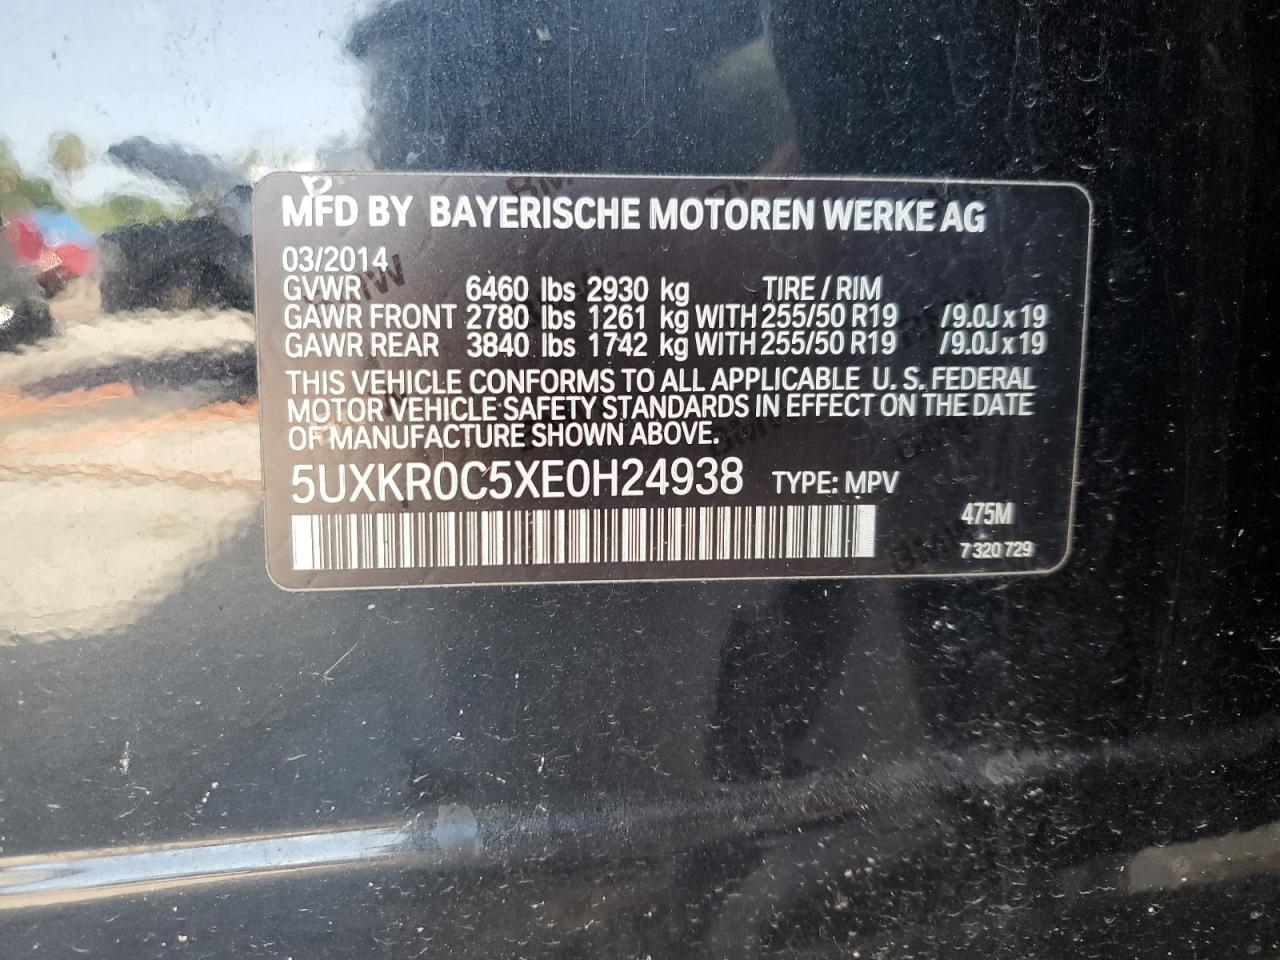 MFD BY BAYERISCHE MOTOREN WERKE AG
03/2014
GVWR 6460 lbs 2930 kg TIRE / RIM
GAWR FRONT 2780 lbs 1261 kg WITH 255/50 R19 /9.0J x 19
GAWR REAR 3840 lbs 1742 kg WITH 255/50 R19 /9.0J x 19
THIS VEHICLE CONFORMS TO ALL APPLICABLE U.S. FEDERAL
MOTOR VEHICLE SAFETY STANDARDS IN EFFECT ON THE DATE
OF MANUFACTURE SHOWN ABOVE.
5UXKR0C5XE0H24938 TYPE: MPV
475M
7 320 729